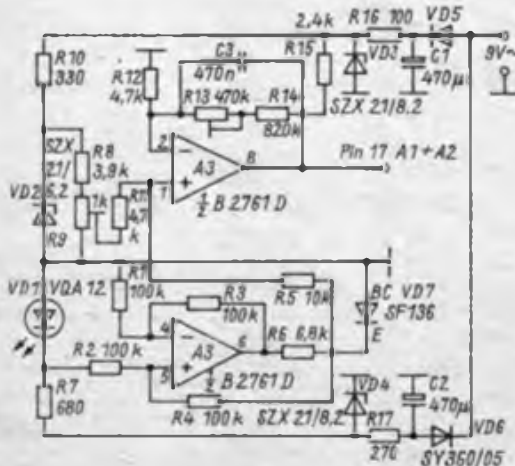 2,4k R16 100 VD5
R10
330
R12
4,7k
C3
470n
R15
VD3
C1
470µ
9V~
R13 470k R14
820k
SZX 21/8.2
SZX
21/
6,2
VD2
R8
3,9k
1k
R9
R11
4,7
k
2
−
A3
+
1
8
½ B 2761 D
Pin 17 A1+A2
VD1 VQA 12
R1
100k
R3
100k
R5 10k
BC VD7
SF136
E
R2 100k
4
−
A3
+
5
6
R6 6,8k
½ B 2761 D
R4 100k
SZX 21/8,2
VD4
C2
470µ
R7
680
R17
270
VD6
SY360/05